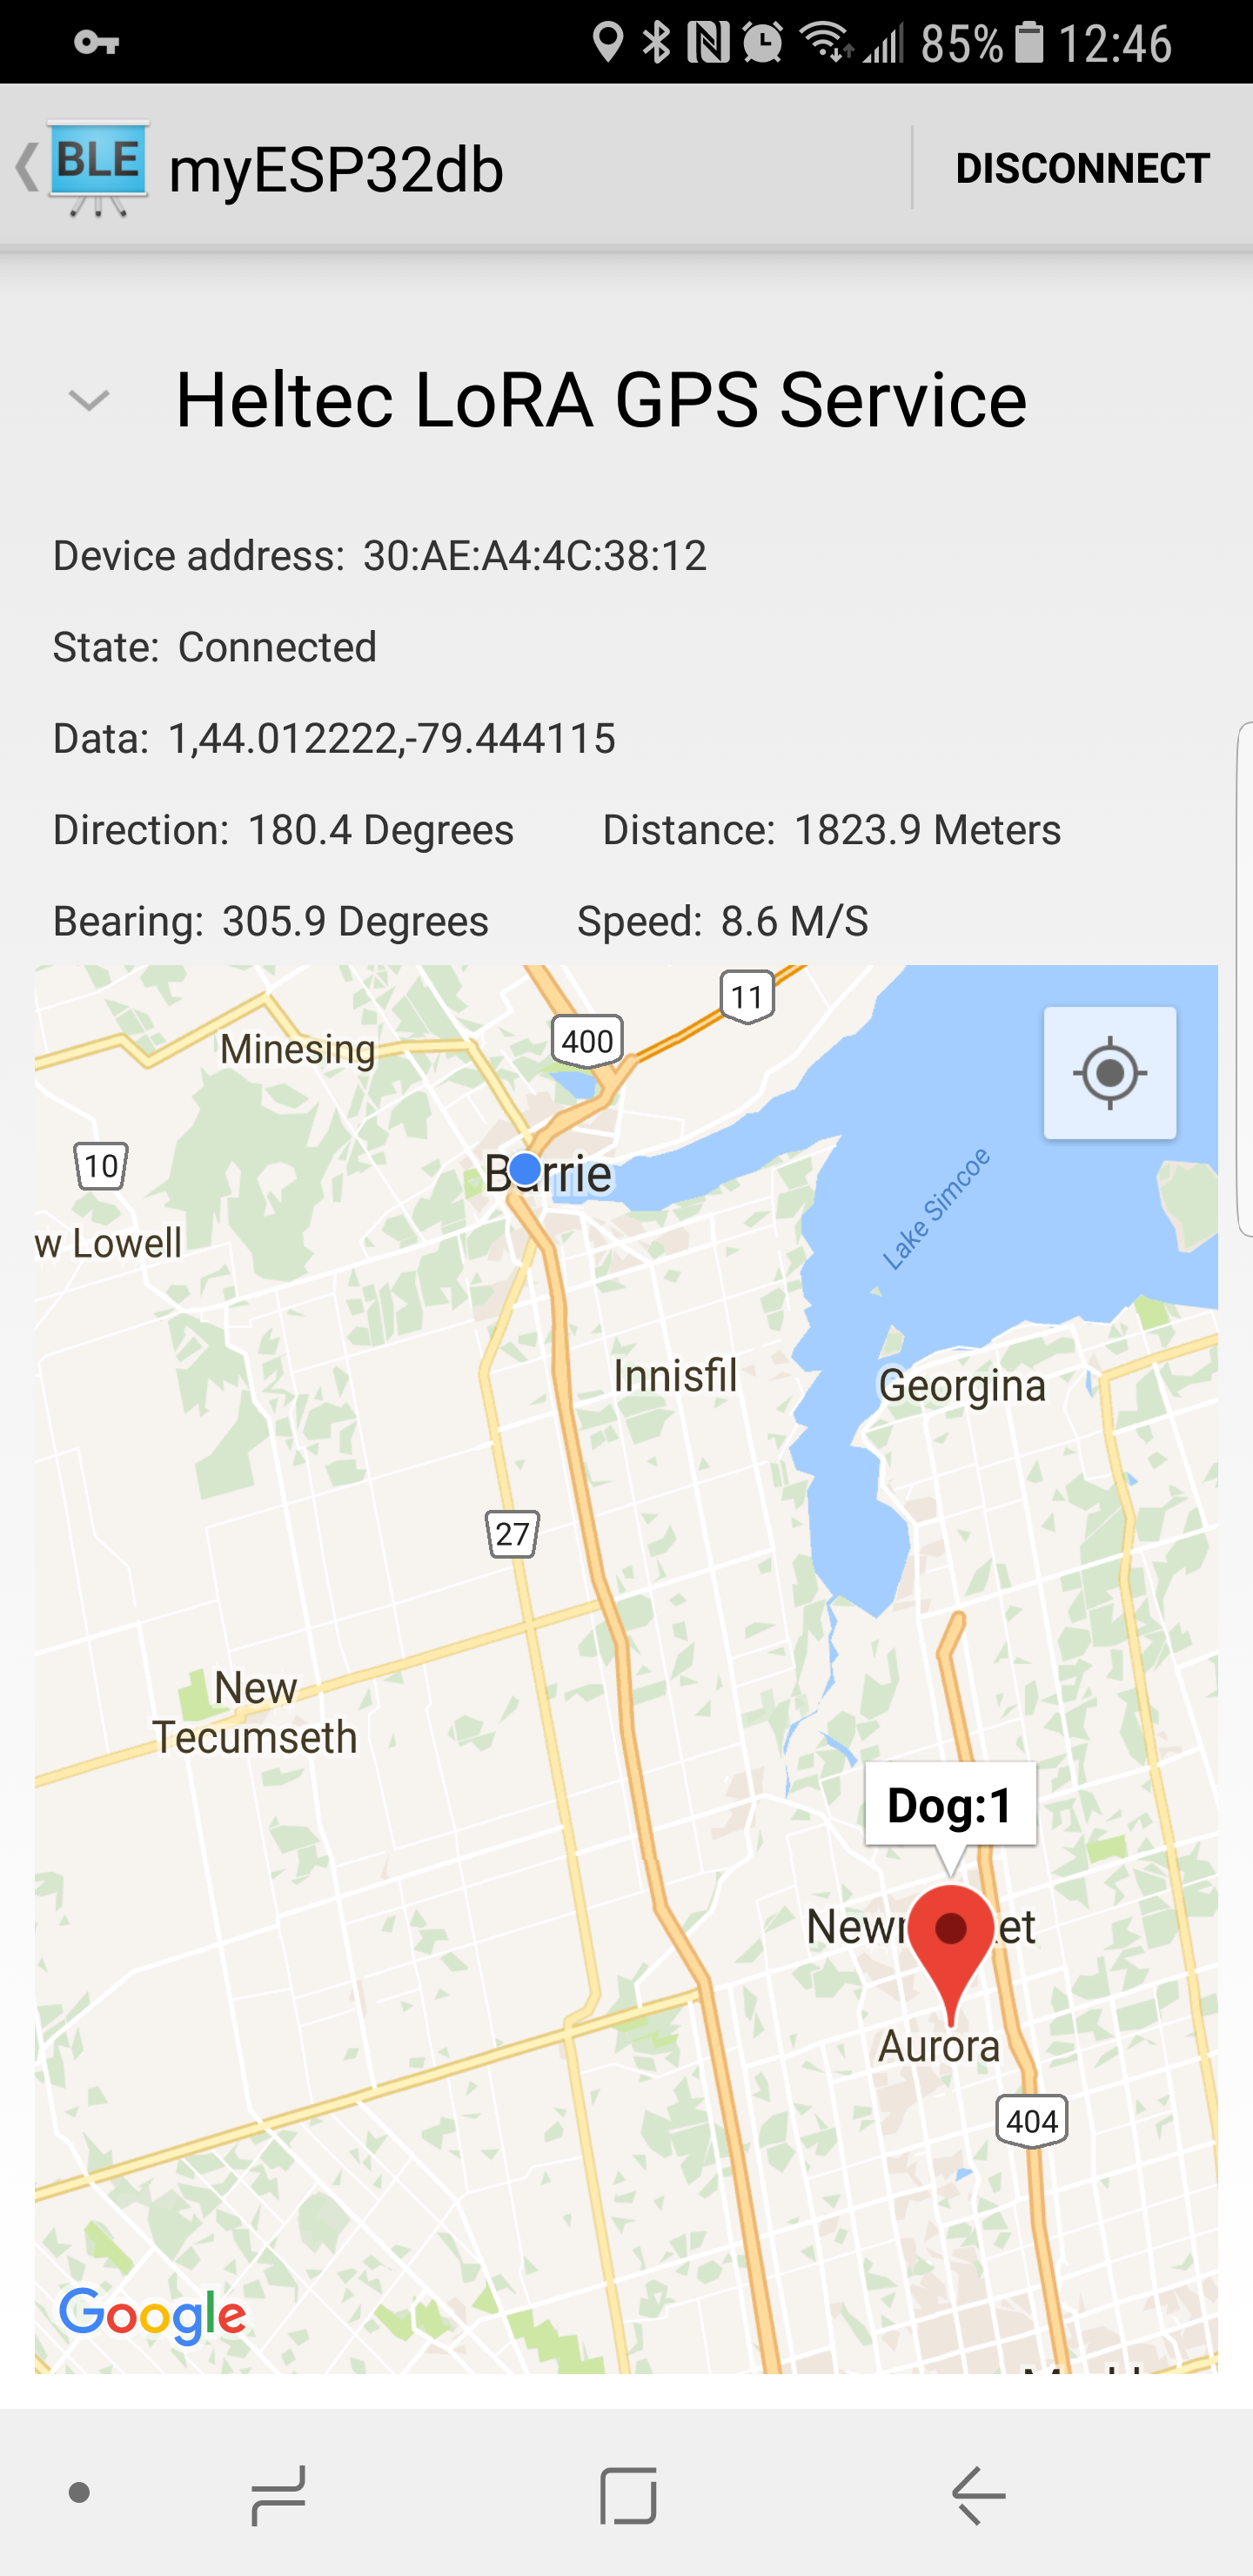 85% 12:46
BLE myESP32db DISCONNECT
Heltec LoRA GPS Service
Device address: 30:AE:A4:4C:38:12
State: Connected
Data: 1,44.012222,-79.444115
Direction: 180.4 Degrees Distance: 1823.9 Meters
Bearing: 305.9 Degrees Speed: 8.6 M/S
11
400
Minesing
10
B rrie
Lake Simcoe
w Lowell
Innisfil
Georgina
27
New
Tecumseth
Dog:1
Newm et
Aurora
404
Google